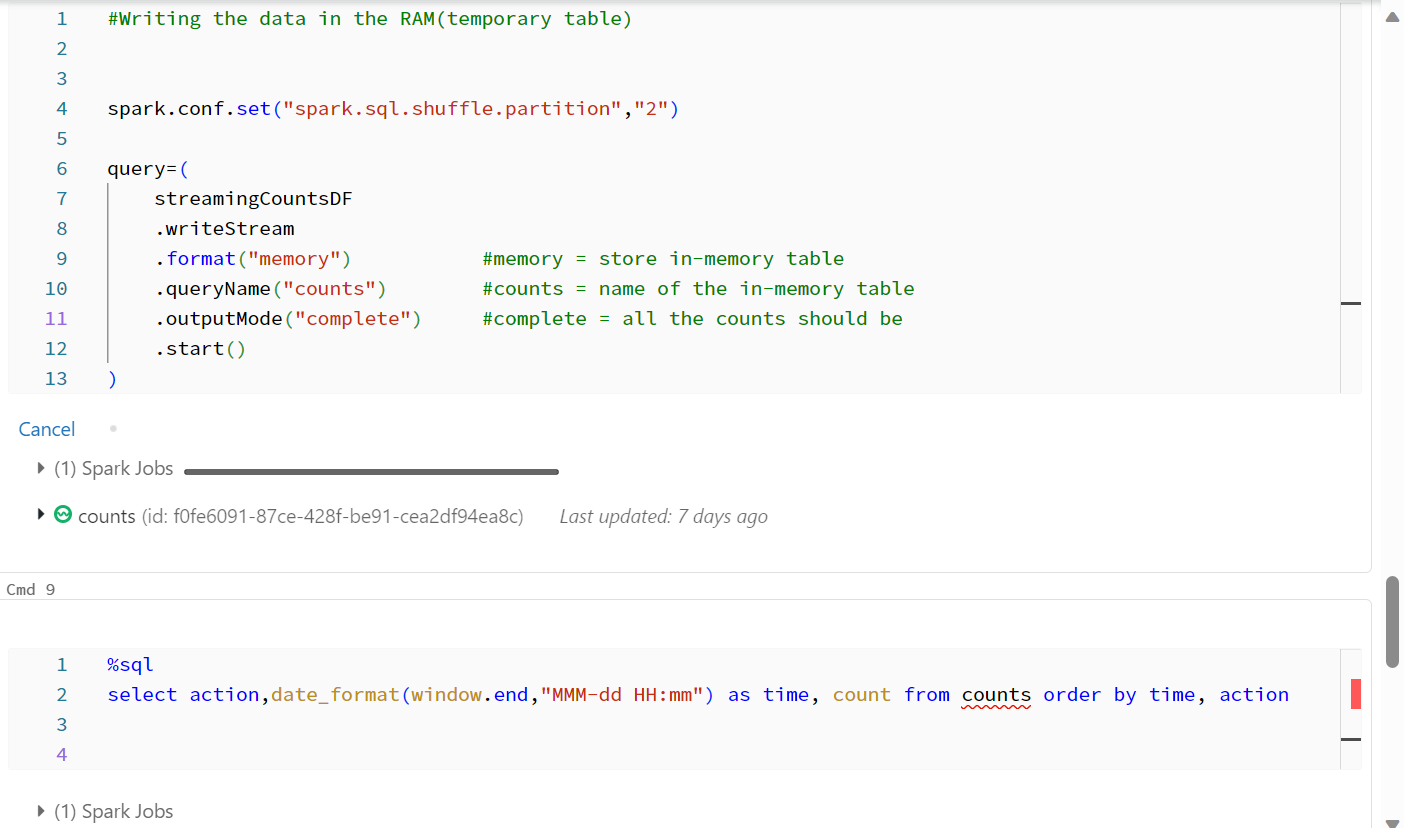 1 #Writing the data in the RAM(temporary table)
2
3
4 spark.conf.set("spark.sql.shuffle.partition","2")
5
6 query=(
7 streamingCountsDF
8 .writeStream
9 .format("memory") #memory = store in-memory table
10 .queryName("counts") #counts = name of the in-memory table
11 .outputMode("complete") #complete = all the counts should be
12 .start()
13 )
Cancel
(1) Spark Jobs
counts (id: f0fe6091-87ce-428f-be91-cea2df94ea8c) Last updated: 7 days ago
Cmd 9
1 %sql
2 select action,date_format(window.end,"MMM-dd HH:mm") as time, count from counts order by time, action
3
4
(1) Spark Jobs